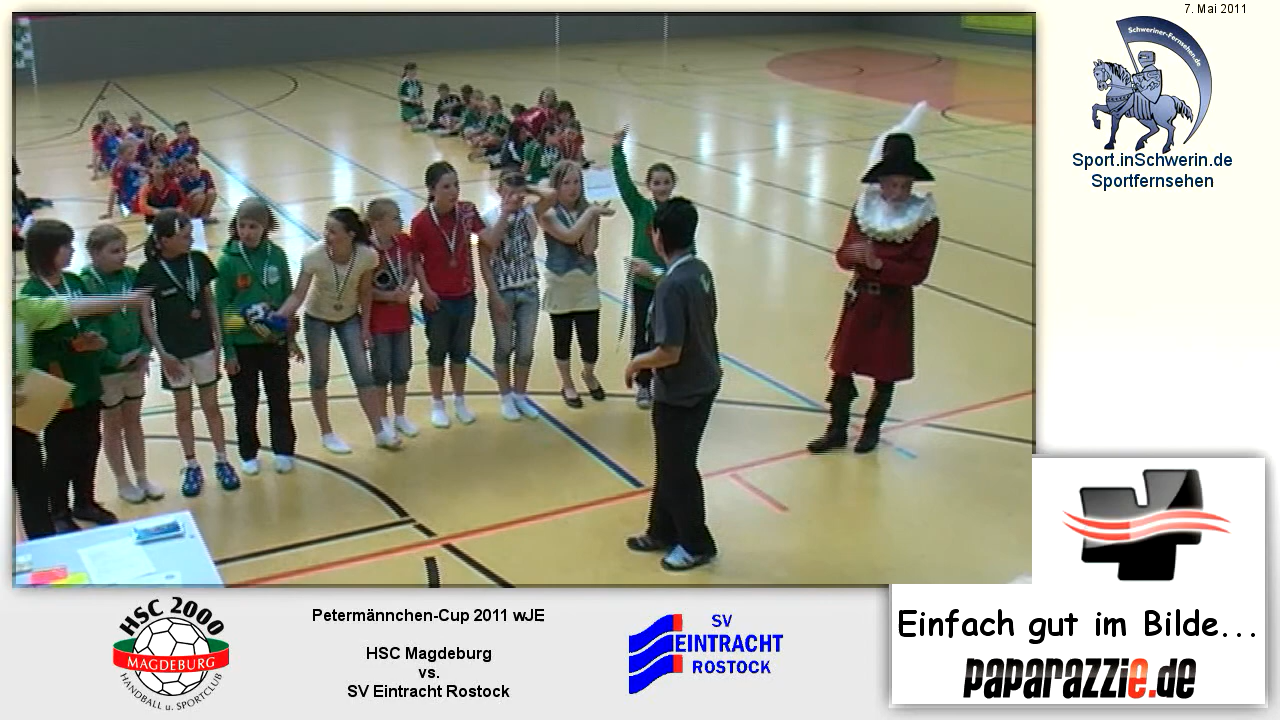 7. Mai 2011
Schweriner-Fernsehen.de
Sport.inSchwerin.de
Sportfernsehen
HSC 2000
MAGDEBURG
HANDBALL u. SPORTCLUB
Petermännchen-Cup 2011 wJE
HSC Magdeburg
vs.
SV Eintracht Rostock
SV
EINTRACHT
ROSTOCK
Einfach gut im Bilde...
paparazzie.de